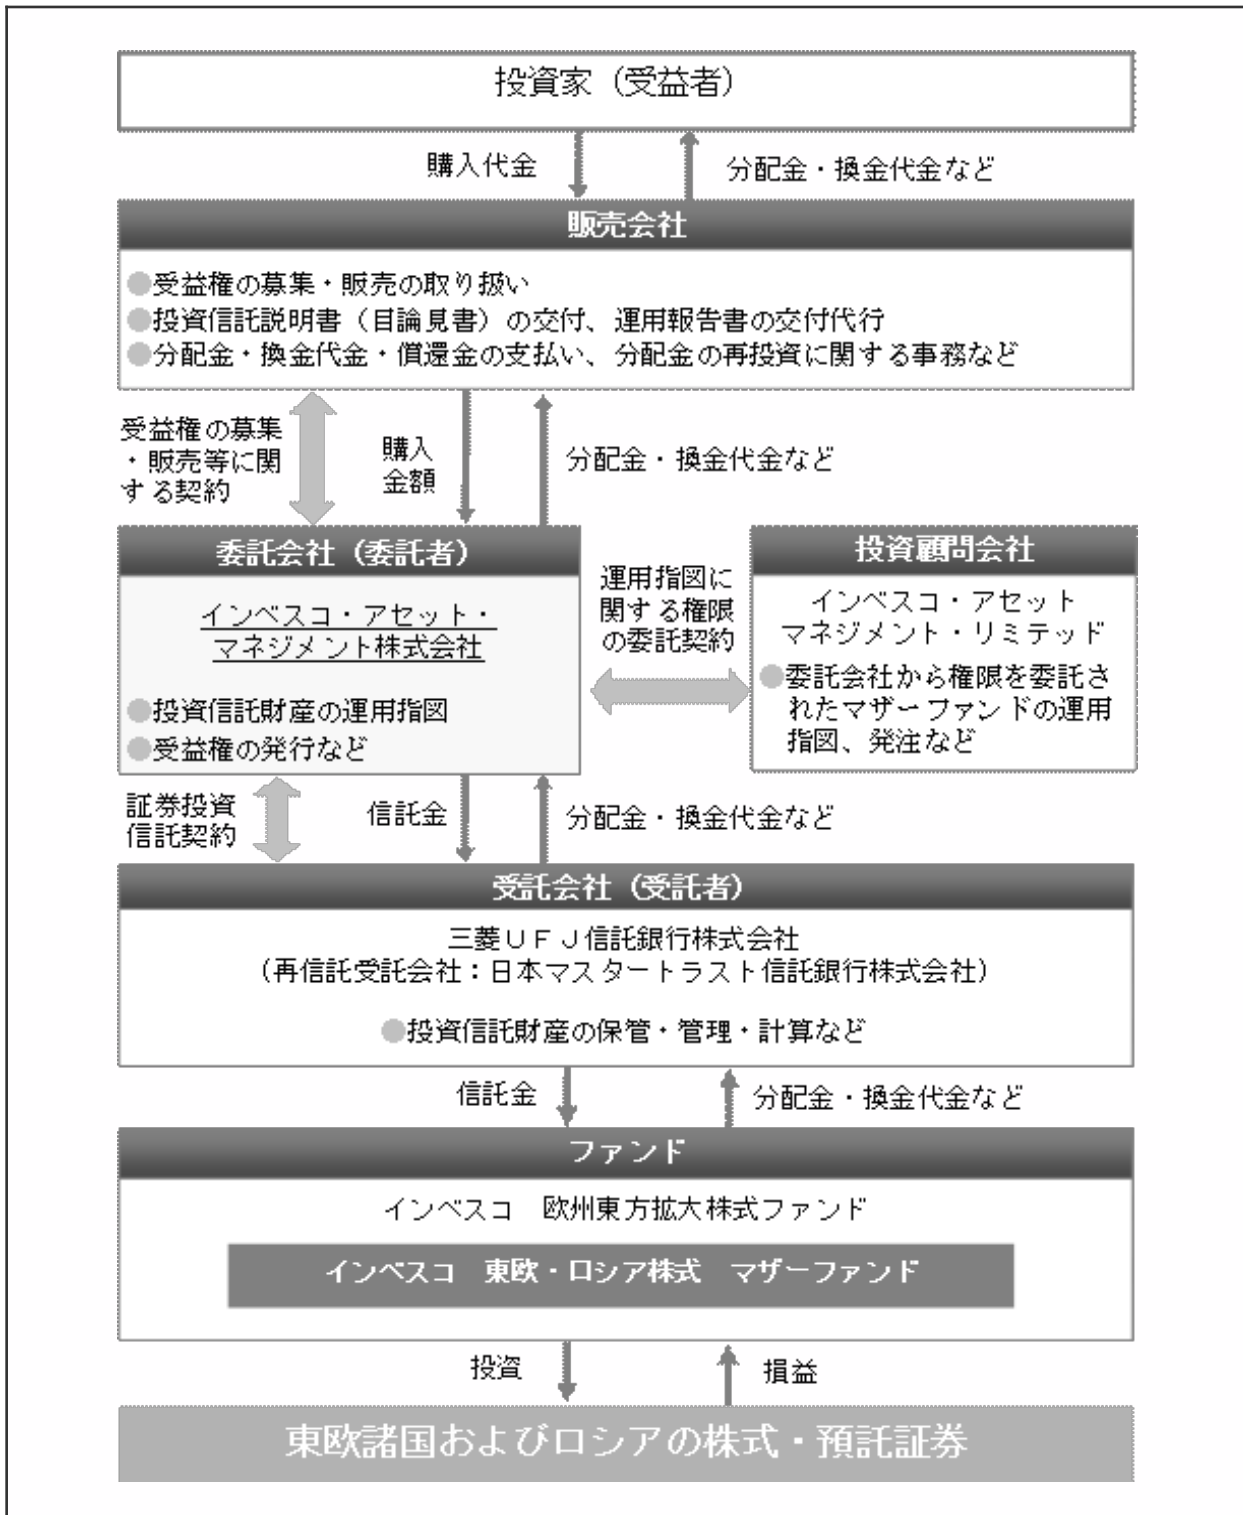 投資家（受益者）
購入代金
分配金・換金代金など
販売会社
●受益権の募集・販売の取り扱い
●投資信託説明書（目論見書）の交付、運用報告書の交付代行
●分配金・換金代金・償還金の支払い、分配金の再投資に関する事務など
受益権の募集
・販売等に関
する契約
購入
金額
分配金・換金代金など
委託会社（委託者）
インベスコ・アセット・
マネジメント株式会社
●投資信託財産の運用指図
●受益権の発行など
運用指図に
関する権限
の委託契約
投資顧問会社
インベスコ・アセット
マネジメント・リミテッド
●委託会社から権限を委託さ
れたマザーファンドの運用
指図、発注など
証券投資
信託契約
信託金
分配金・換金代金など
受託会社（受託者）
三菱ＵＦＪ信託銀行株式会社
（再信託受託会社：日本マスタートラスト信託銀行株式会社）
●投資信託財産の保管・管理・計算など
信託金
分配金・換金代金など
ファンド
インベスコ　欧州東方拡大株式ファンド
インベスコ　東欧・ロシア株式　マザーファンド
投資
損益
東欧諸国およびロシアの株式・預託証券